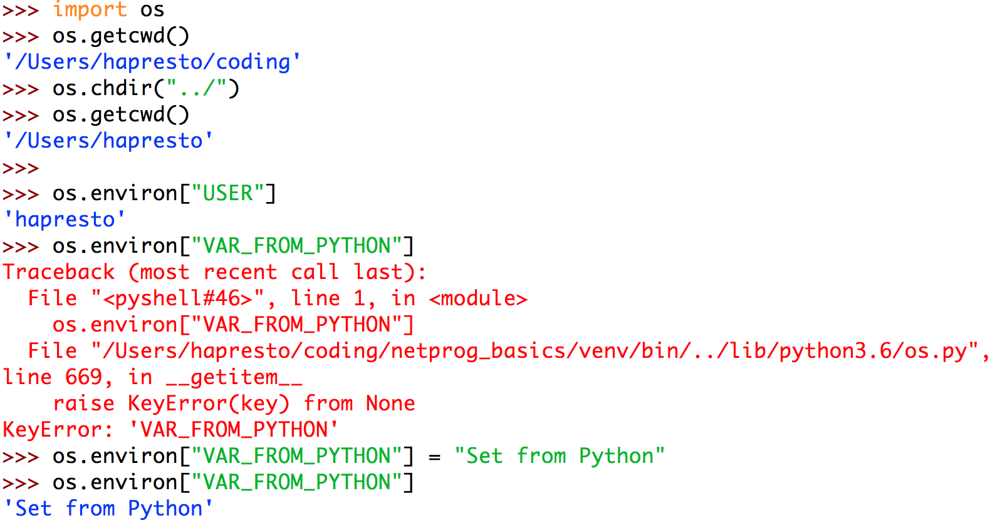 >>> import os
>>> os.getcwd()
'/Users/hapresto/coding'
>>> os.chdir("../")
>>> os.getcwd()
'/Users/hapresto'
>>>
>>> os.environ["USER"]
'hapresto'
>>> os.environ["VAR_FROM_PYTHON"]
Traceback (most recent call last):
  File "<pyshell#46>", line 1, in <module>
    os.environ["VAR_FROM_PYTHON"]
  File "/Users/hapresto/coding/netprog_basics/venv/bin/../lib/python3.6/os.py",
line 669, in __getitem__
    raise KeyError(key) from None
KeyError: 'VAR_FROM_PYTHON'
>>> os.environ["VAR_FROM_PYTHON"] = "Set from Python"
>>> os.environ["VAR_FROM_PYTHON"]
'Set from Python'